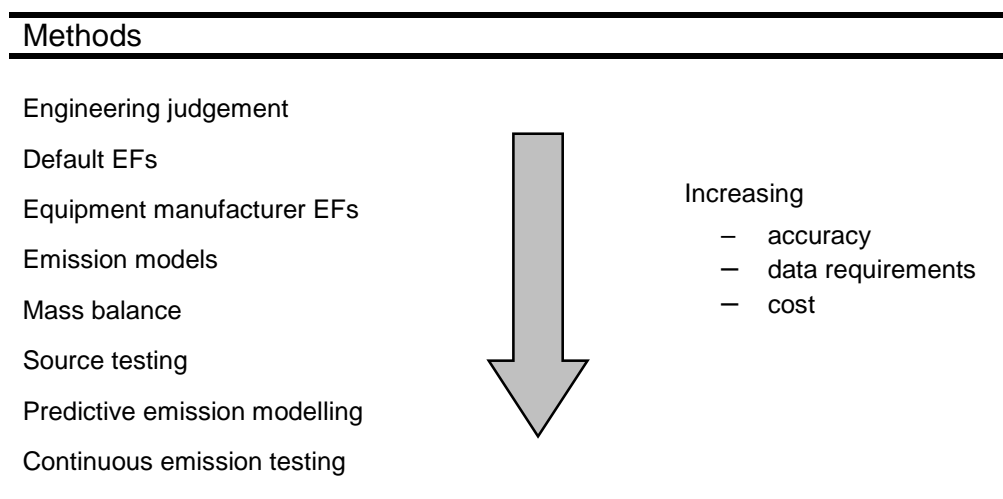 Methods
Engineering judgement
Default EFs
Equipment manufacturer EFs
Emission models
Mass balance
Source testing
Predictive emission modelling
Continuous emission testing
Increasing
– accuracy
– data requirements
– cost